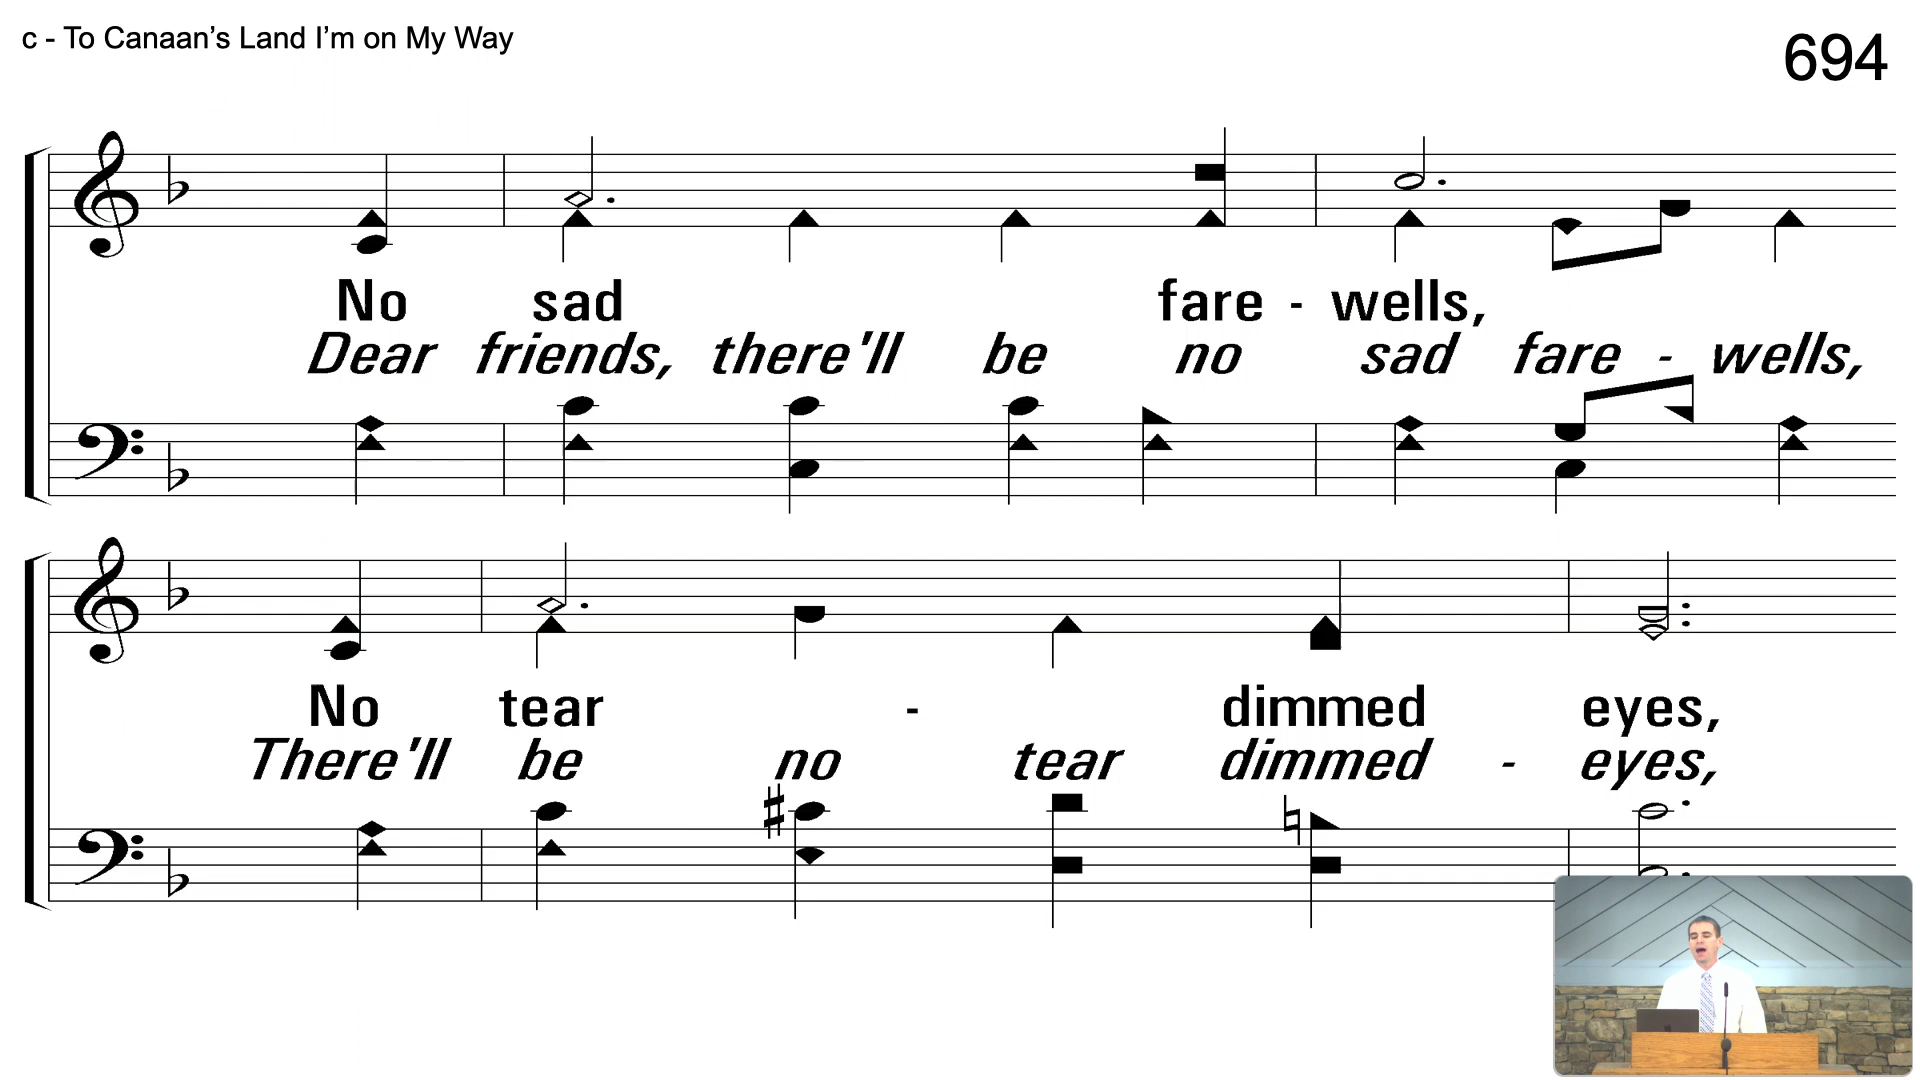 c - To Canaan’s Land I’m on My Way
694
No sad fare - wells,
Dear friends, there'll be no sad fare - wells,
No tear - dimmed eyes,
There'll be no tear dimmed - eyes,